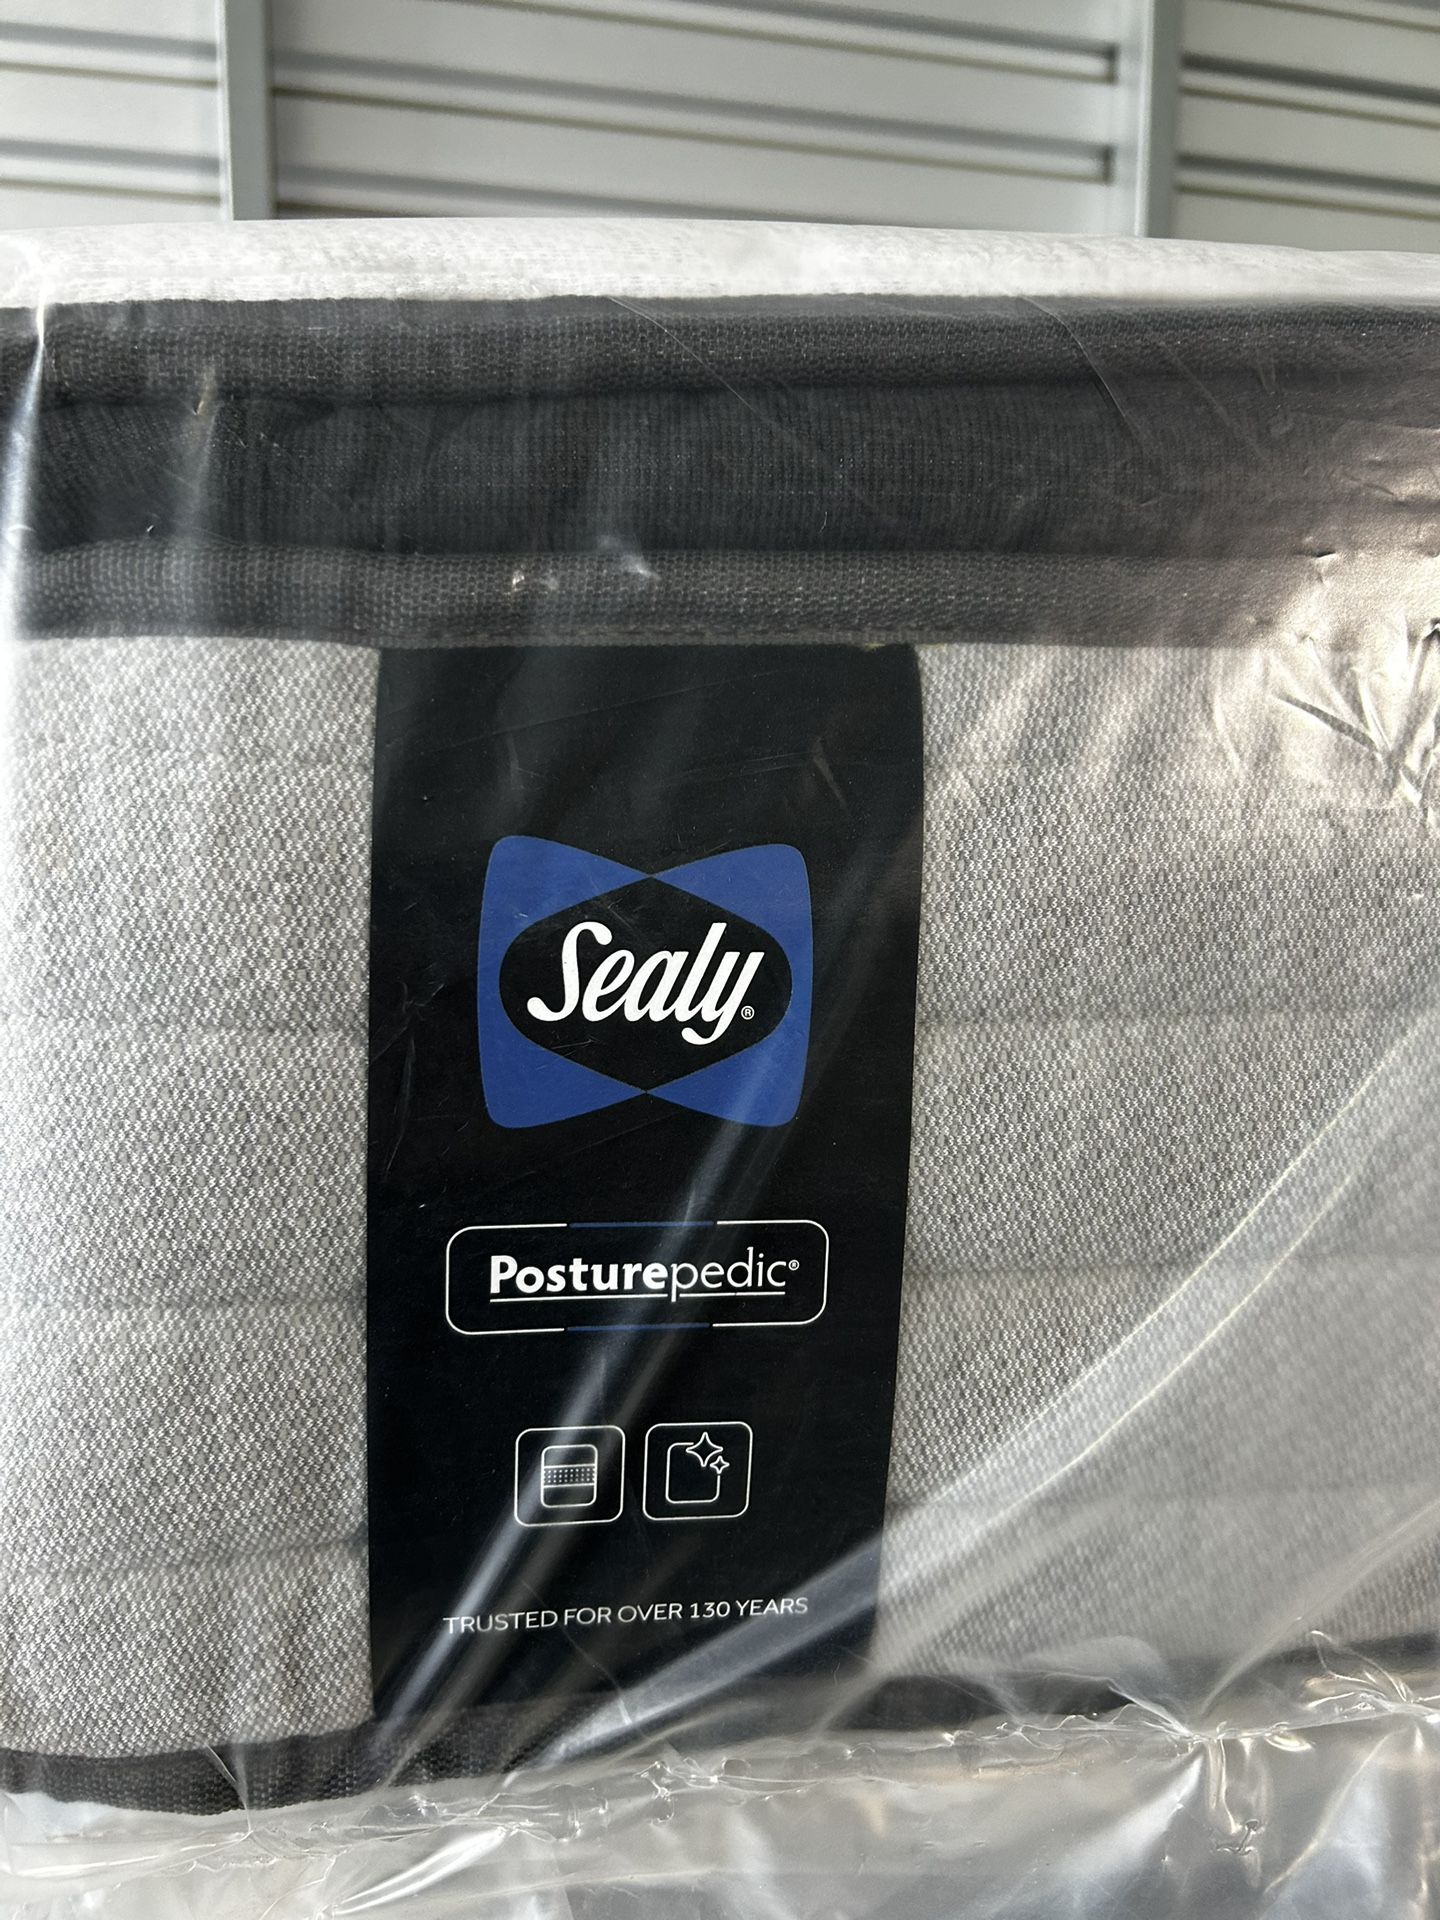 Sealy®
Posturepedic®
TRUSTED FOR OVER 130 YEARS